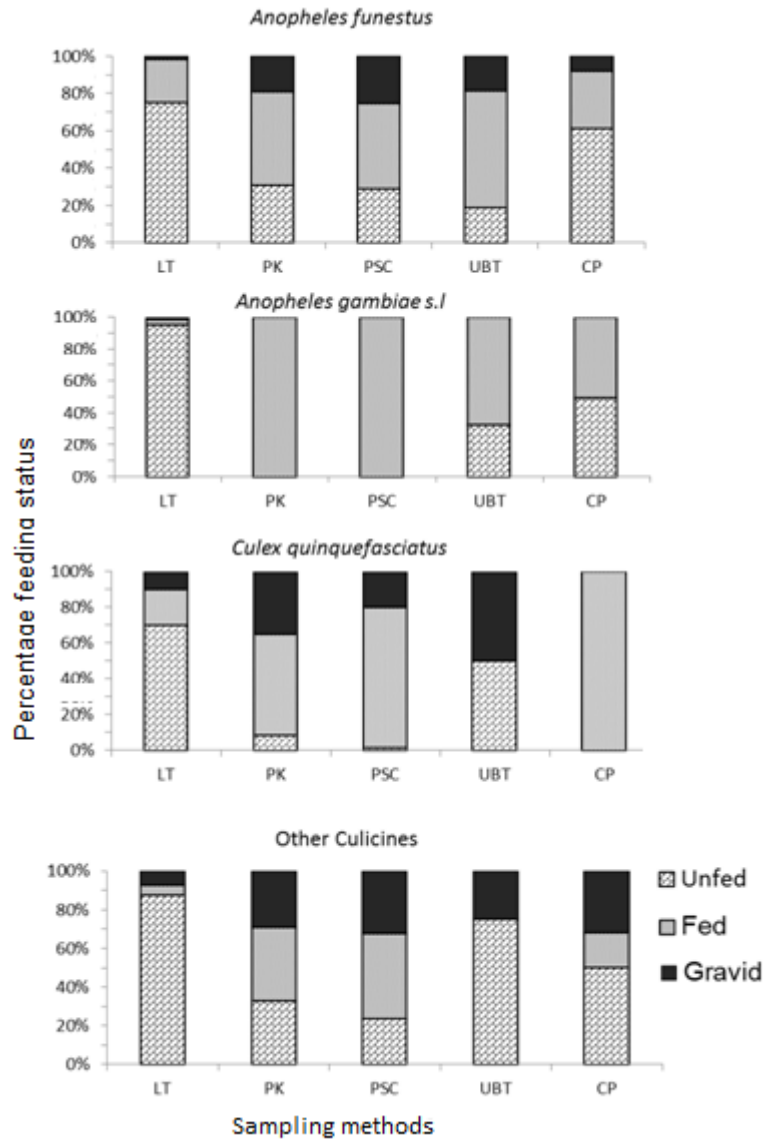 Anopheles funestus
100%
80%
60%
40%
20%
0%
LT PK PSC UBT CP
Anopheles gambiae s.l
100%
80%
60%
40%
20%
0%
LT PK PSC UBT CP
Percentage feeding status
Culex quinquefasciatus
100%
80%
60%
40%
20%
0%
LT PK PSC UBT CP
Other Culicines
100%
80%
60%
40%
20%
0%
LT PK PSC UBT CP
Unfed
Fed
Gravid
Sampling methods